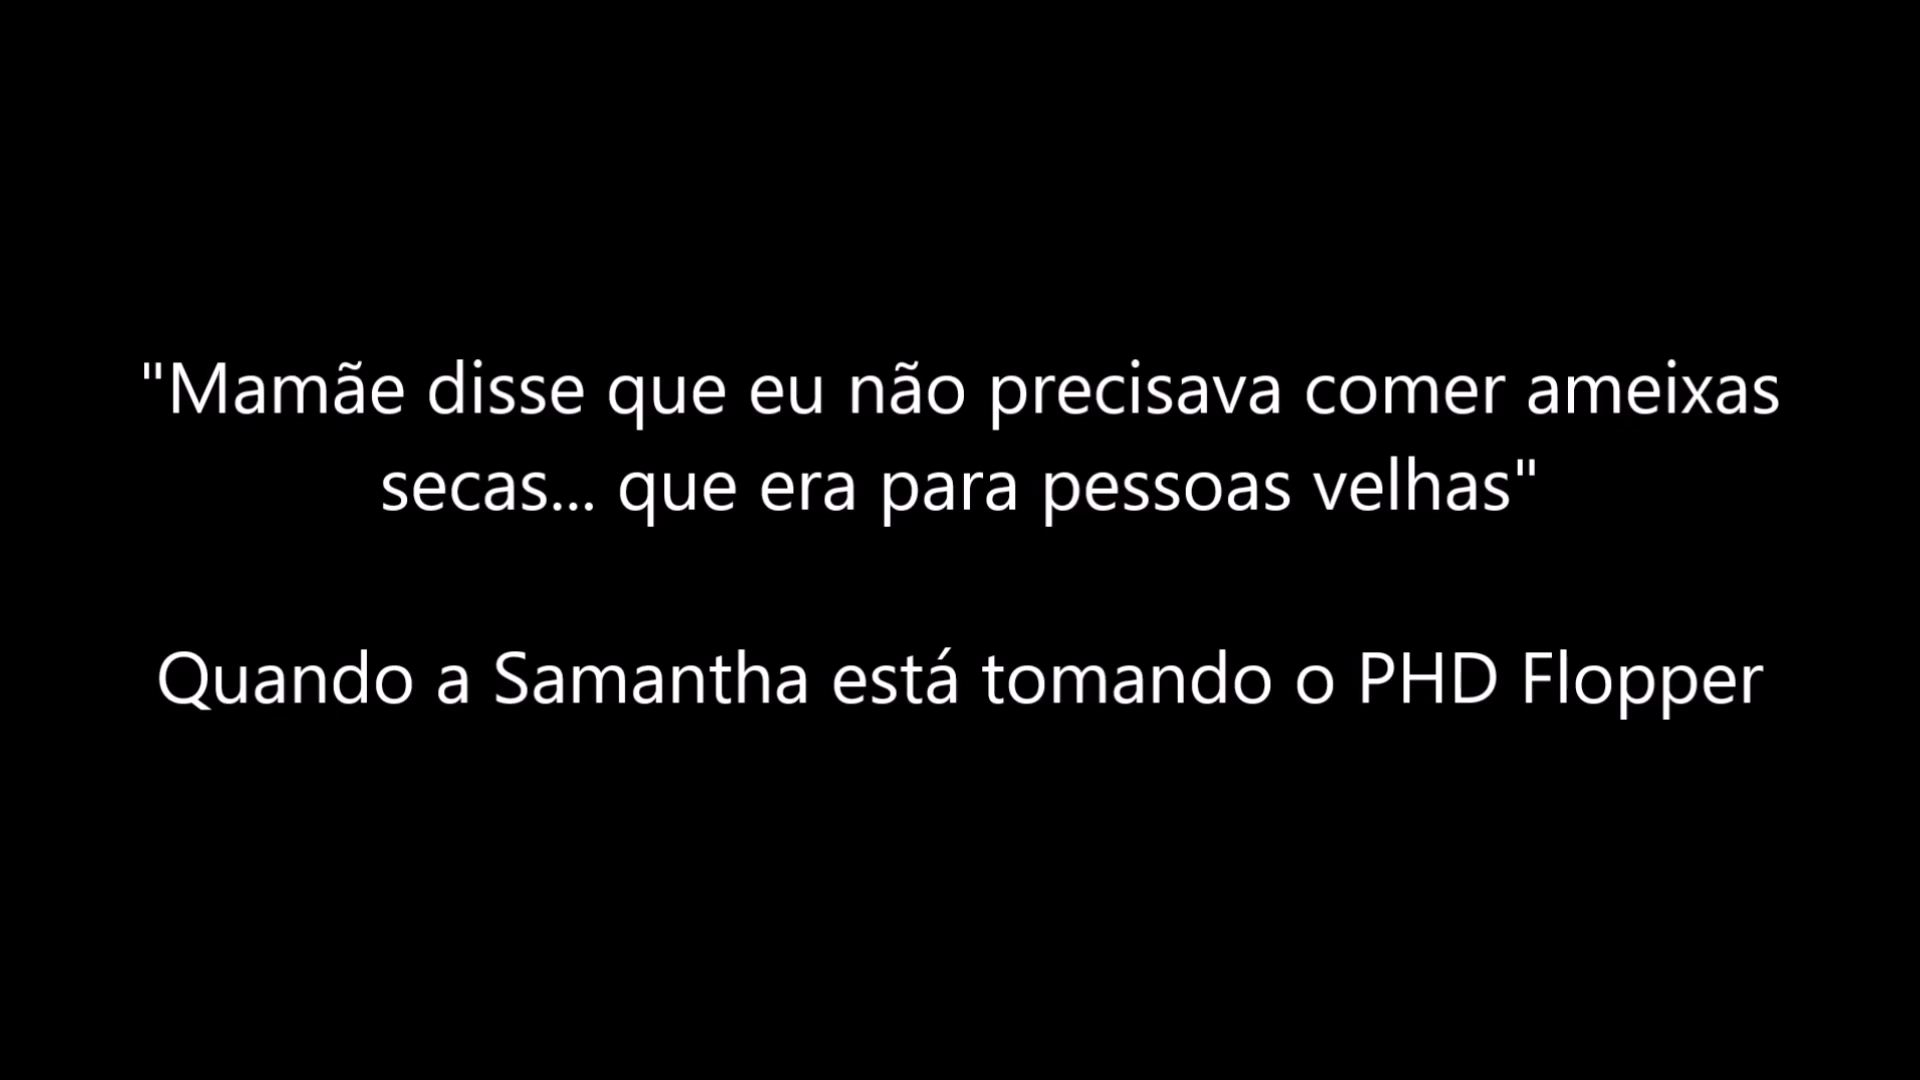 "Mamãe disse que eu não precisava comer ameixas
secas... que era para pessoas velhas"
Quando a Samantha está tomando o PHD Flopper